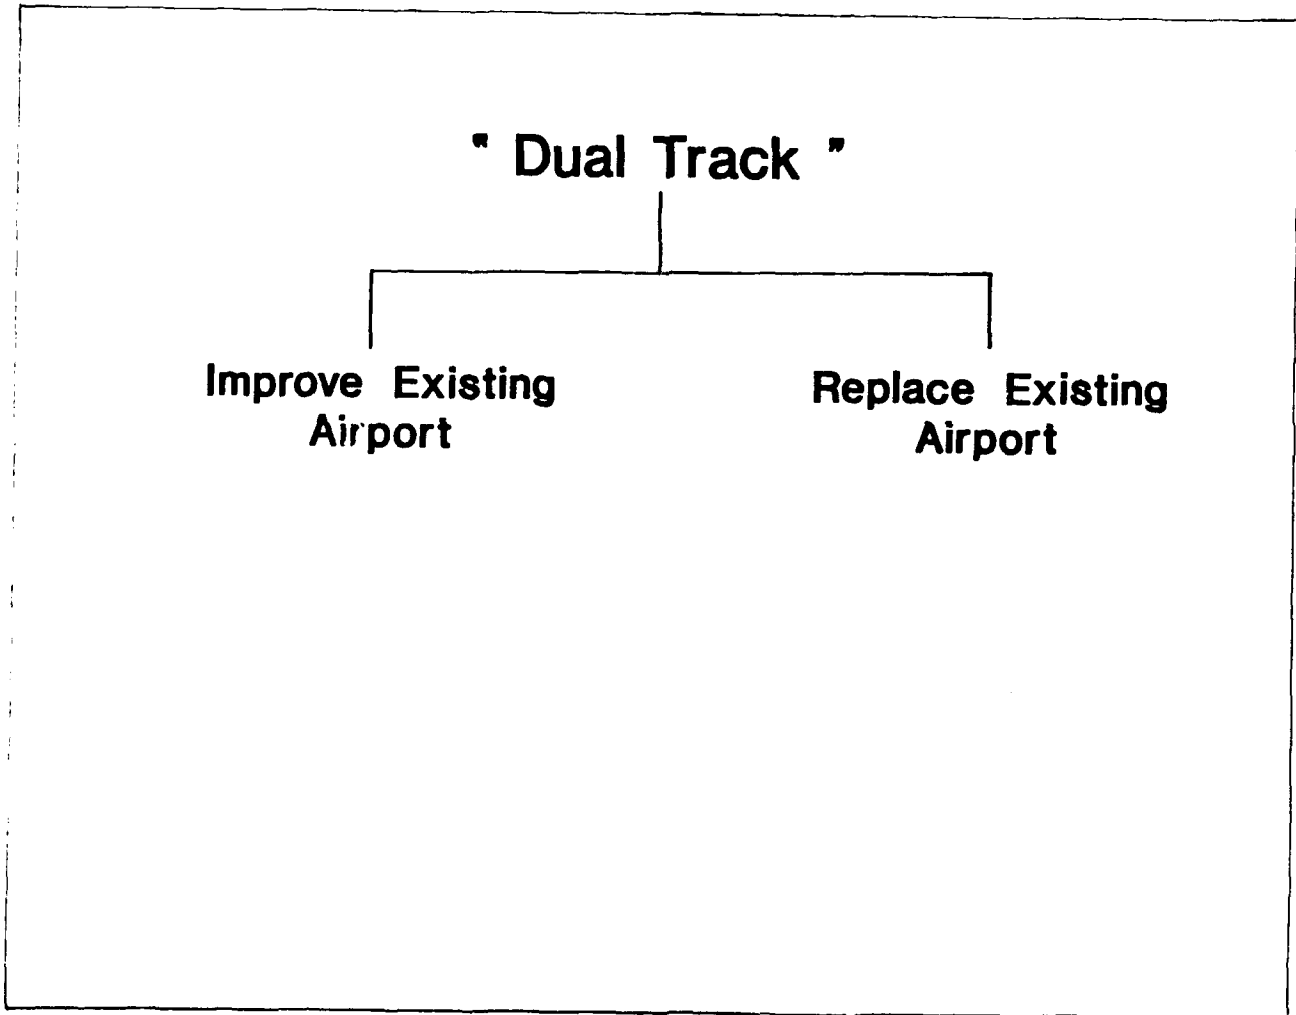 " Dual Track "
Improve Existing
Airport
Replace Existing
Airport